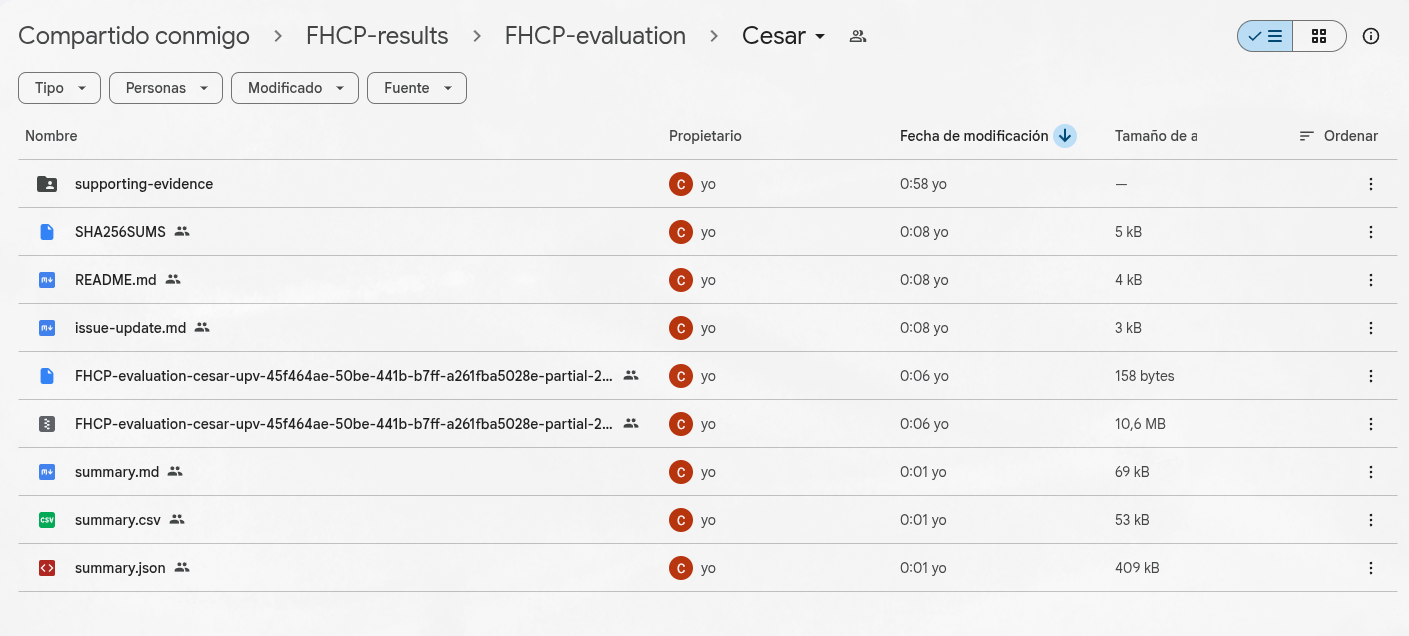 Compartido conmigo > FHCP-results > FHCP-evaluation > Cesar
Tipo Personas Modificado Fuente
Nombre Propietario Fecha de modificación Tamaño de a Ordenar
supporting-evidence C yo 0:58 yo —
SHA256SUMS C yo 0:08 yo 5 kB
README.md C yo 0:08 yo 4 kB
issue-update.md C yo 0:08 yo 3 kB
FHCP-evaluation-cesar-upv-45f464ae-50be-441b-b7ff-a261fba5028e-partial-2... C yo 0:06 yo 158 bytes
FHCP-evaluation-cesar-upv-45f464ae-50be-441b-b7ff-a261fba5028e-partial-2... C yo 0:06 yo 10,6 MB
summary.md C yo 0:01 yo 69 kB
CSV summary.csv C yo 0:01 yo 53 kB
summary.json C yo 0:01 yo 409 kB